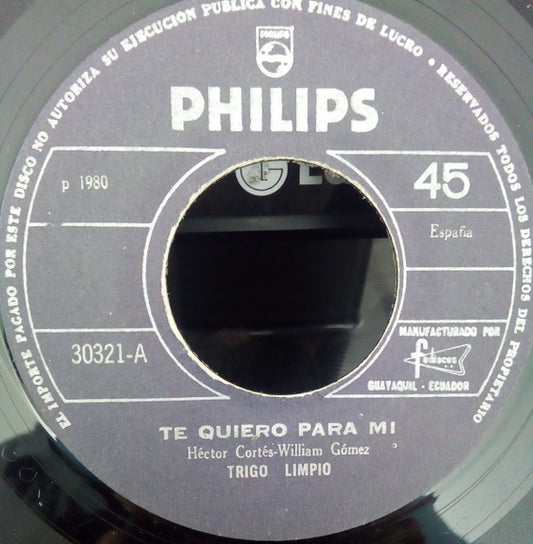 EL IMPORTE PAGADO POR ESTE DISCO NO AUTORIZA SU EJECUCION PUBLICA CON FINES DE LUCRO • RESERVADOS TODOS LOS DERECHOS DEL PROPIETARIO
PHILIPS
PHILIPS
p 1980
45
España
30321-A
MANUFACTURADO POR
fediscos
GUAYAQUIL - ECUADOR
TE QUIERO PARA MI
Héctor Cortés-William Gómez
TRIGO LIMPIO